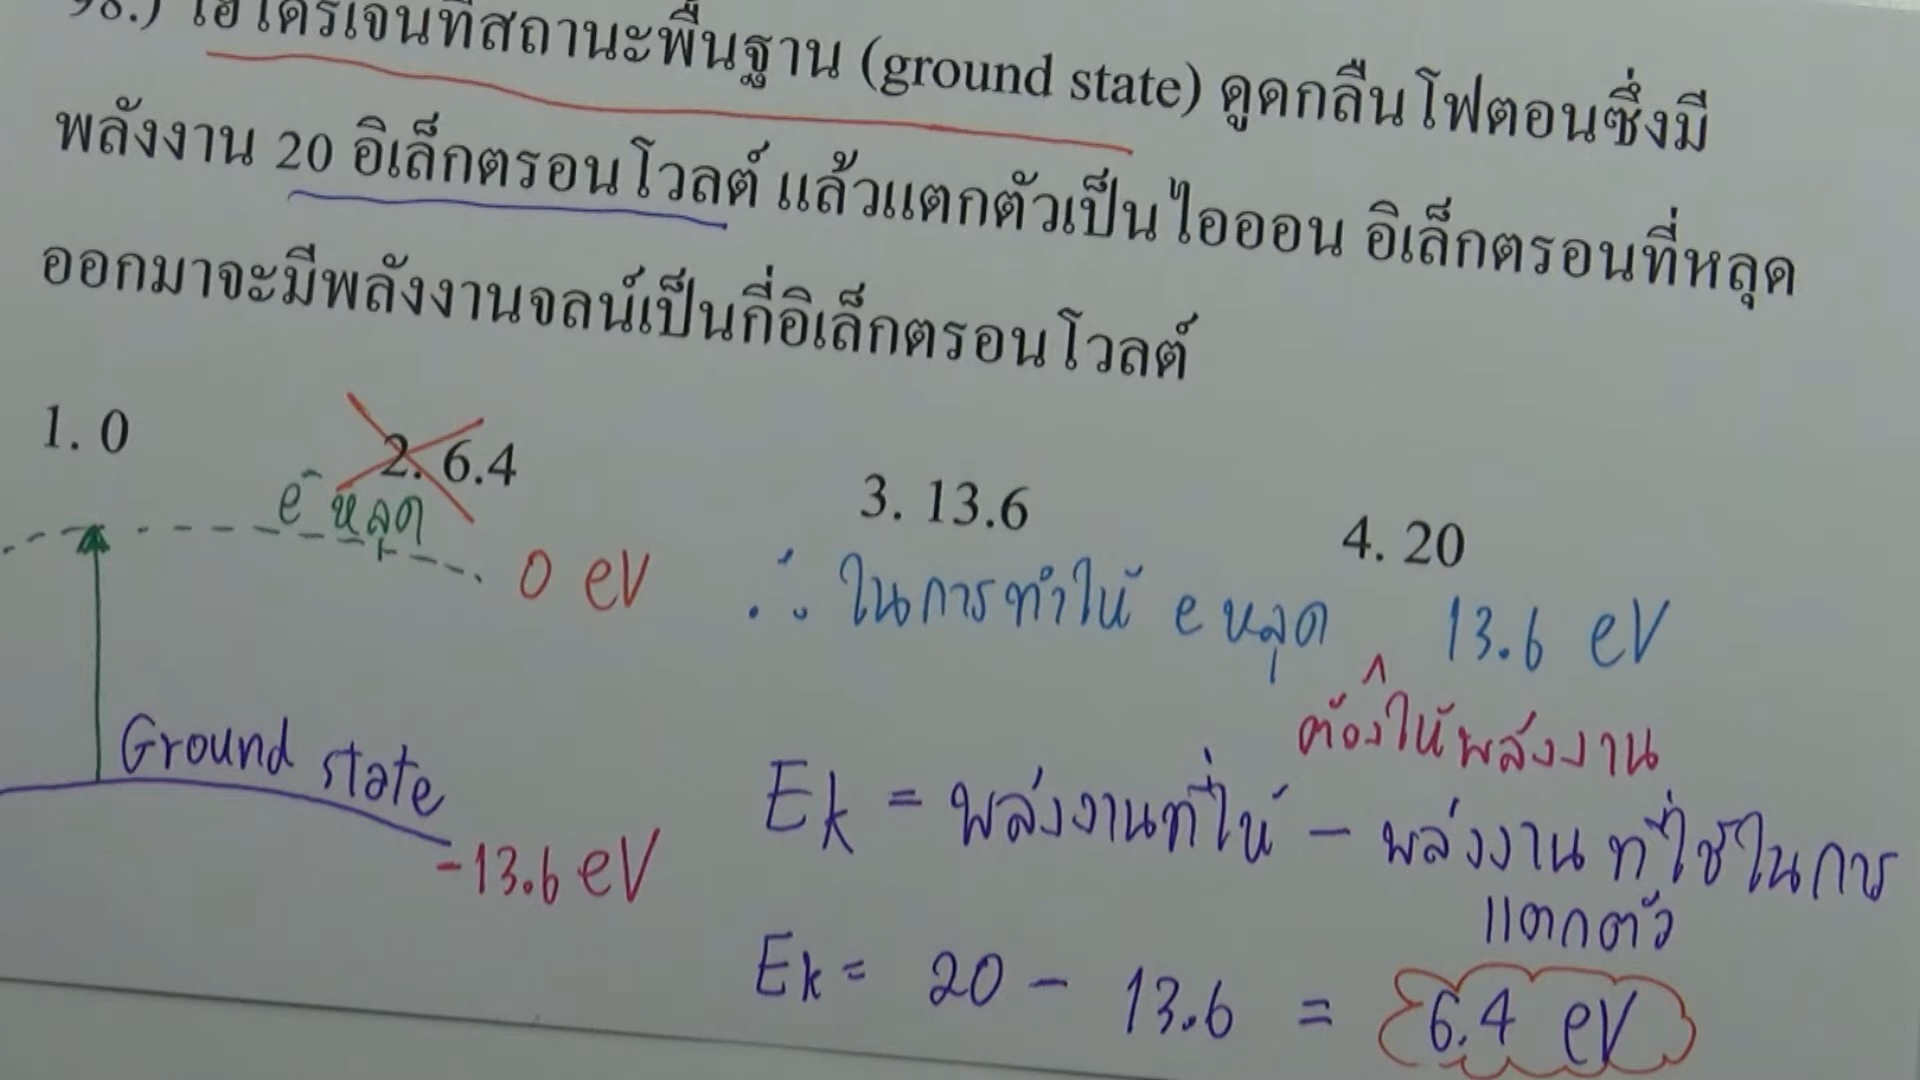 98.) ไฮโดรเจนที่สถานะพื้นฐาน (ground state) ดูดกลืนโฟตอนซึ่งมี
พลังงาน 20 อิเล็กตรอนโวลต์ แล้วแตกตัวเป็นไอออน อิเล็กตรอนที่หลุด
ออกมาจะมีพลังงานจลน์เป็นกี่อิเล็กตรอนโวลต์
1. 0
2. 6.4
3. 13.6
4. 20
e⁻ หลุด
0 eV
Ground state
-13.6 eV
∴ ในการทำให้ e หลุด 13.6 eV
^
ต้องให้พลังงาน
Ek = พลังงานที่ให้ - พลังงานที่ใช้ในการ
แตกตัว
Ek = 20 - 13.6 = 6.4 eV